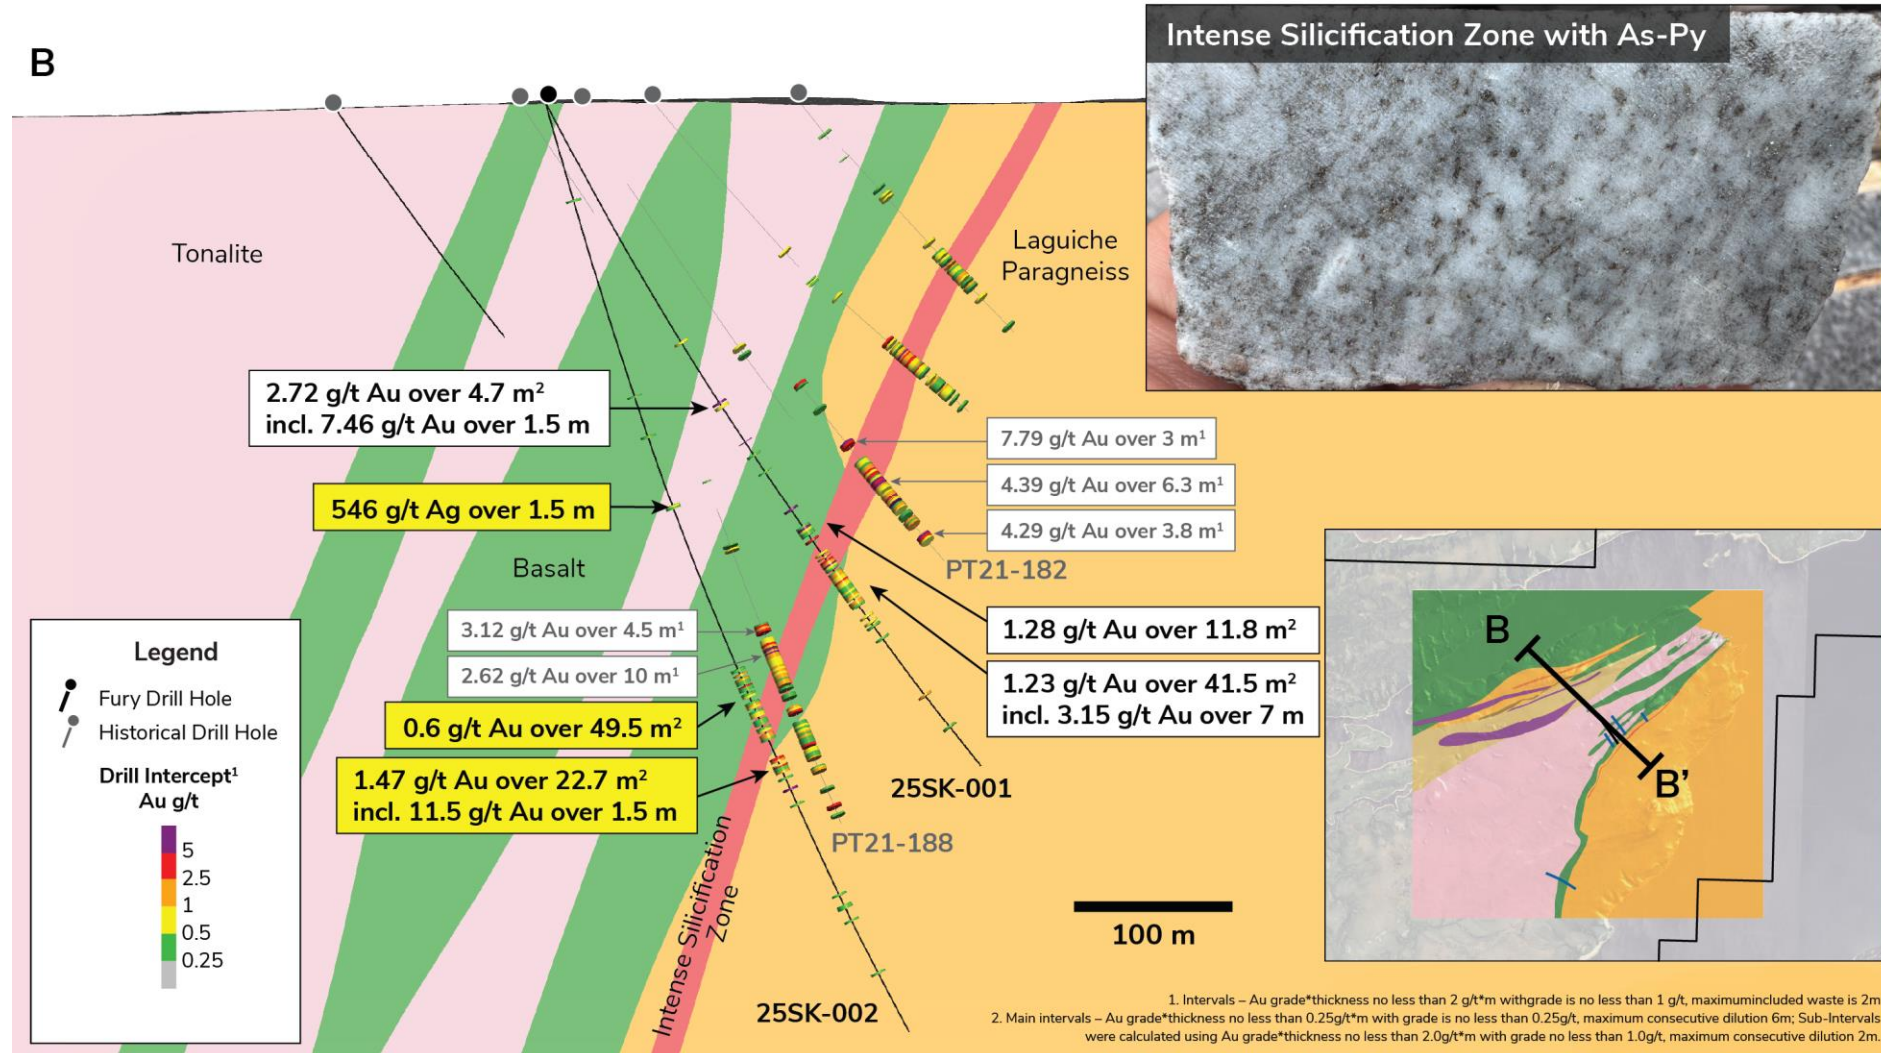 B
Intense Silicification Zone with As-Py
Tonalite
Laguiche
Paragneiss
2.72 g/t Au over 4.7 m²
incl. 7.46 g/t Au over 1.5 m
546 g/t Ag over 1.5 m
Basalt
7.79 g/t Au over 3 m¹
4.39 g/t Au over 6.3 m¹
4.29 g/t Au over 3.8 m¹
PT21-182
3.12 g/t Au over 4.5 m¹
2.62 g/t Au over 10 m¹
0.6 g/t Au over 49.5 m²
1.47 g/t Au over 22.7 m²
incl. 11.5 g/t Au over 1.5 m
1.28 g/t Au over 11.8 m²
1.23 g/t Au over 41.5 m²
incl. 3.15 g/t Au over 7 m
25SK-001
PT21-188
Intense Silicification
Zone
25SK-002
Legend
Fury Drill Hole
Historical Drill Hole
Drill Intercept¹
Au g/t
5
2.5
1
0.5
0.25
100 m
B
B’
1. Intervals – Au grade*thickness no less than 2 g/t*m withgrade is no less than 1 g/t, maximumincluded waste is 2m
2. Main intervals – Au grade*thickness no less than 0.25g/t*m with grade is no less than 0.25g/t, maximum consecutive dilution 6m; Sub-Intervals
were calculated using Au grade*thickness no less than 2.0g/t*m with grade no less than 1.0g/t, maximum consecutive dilution 2m.